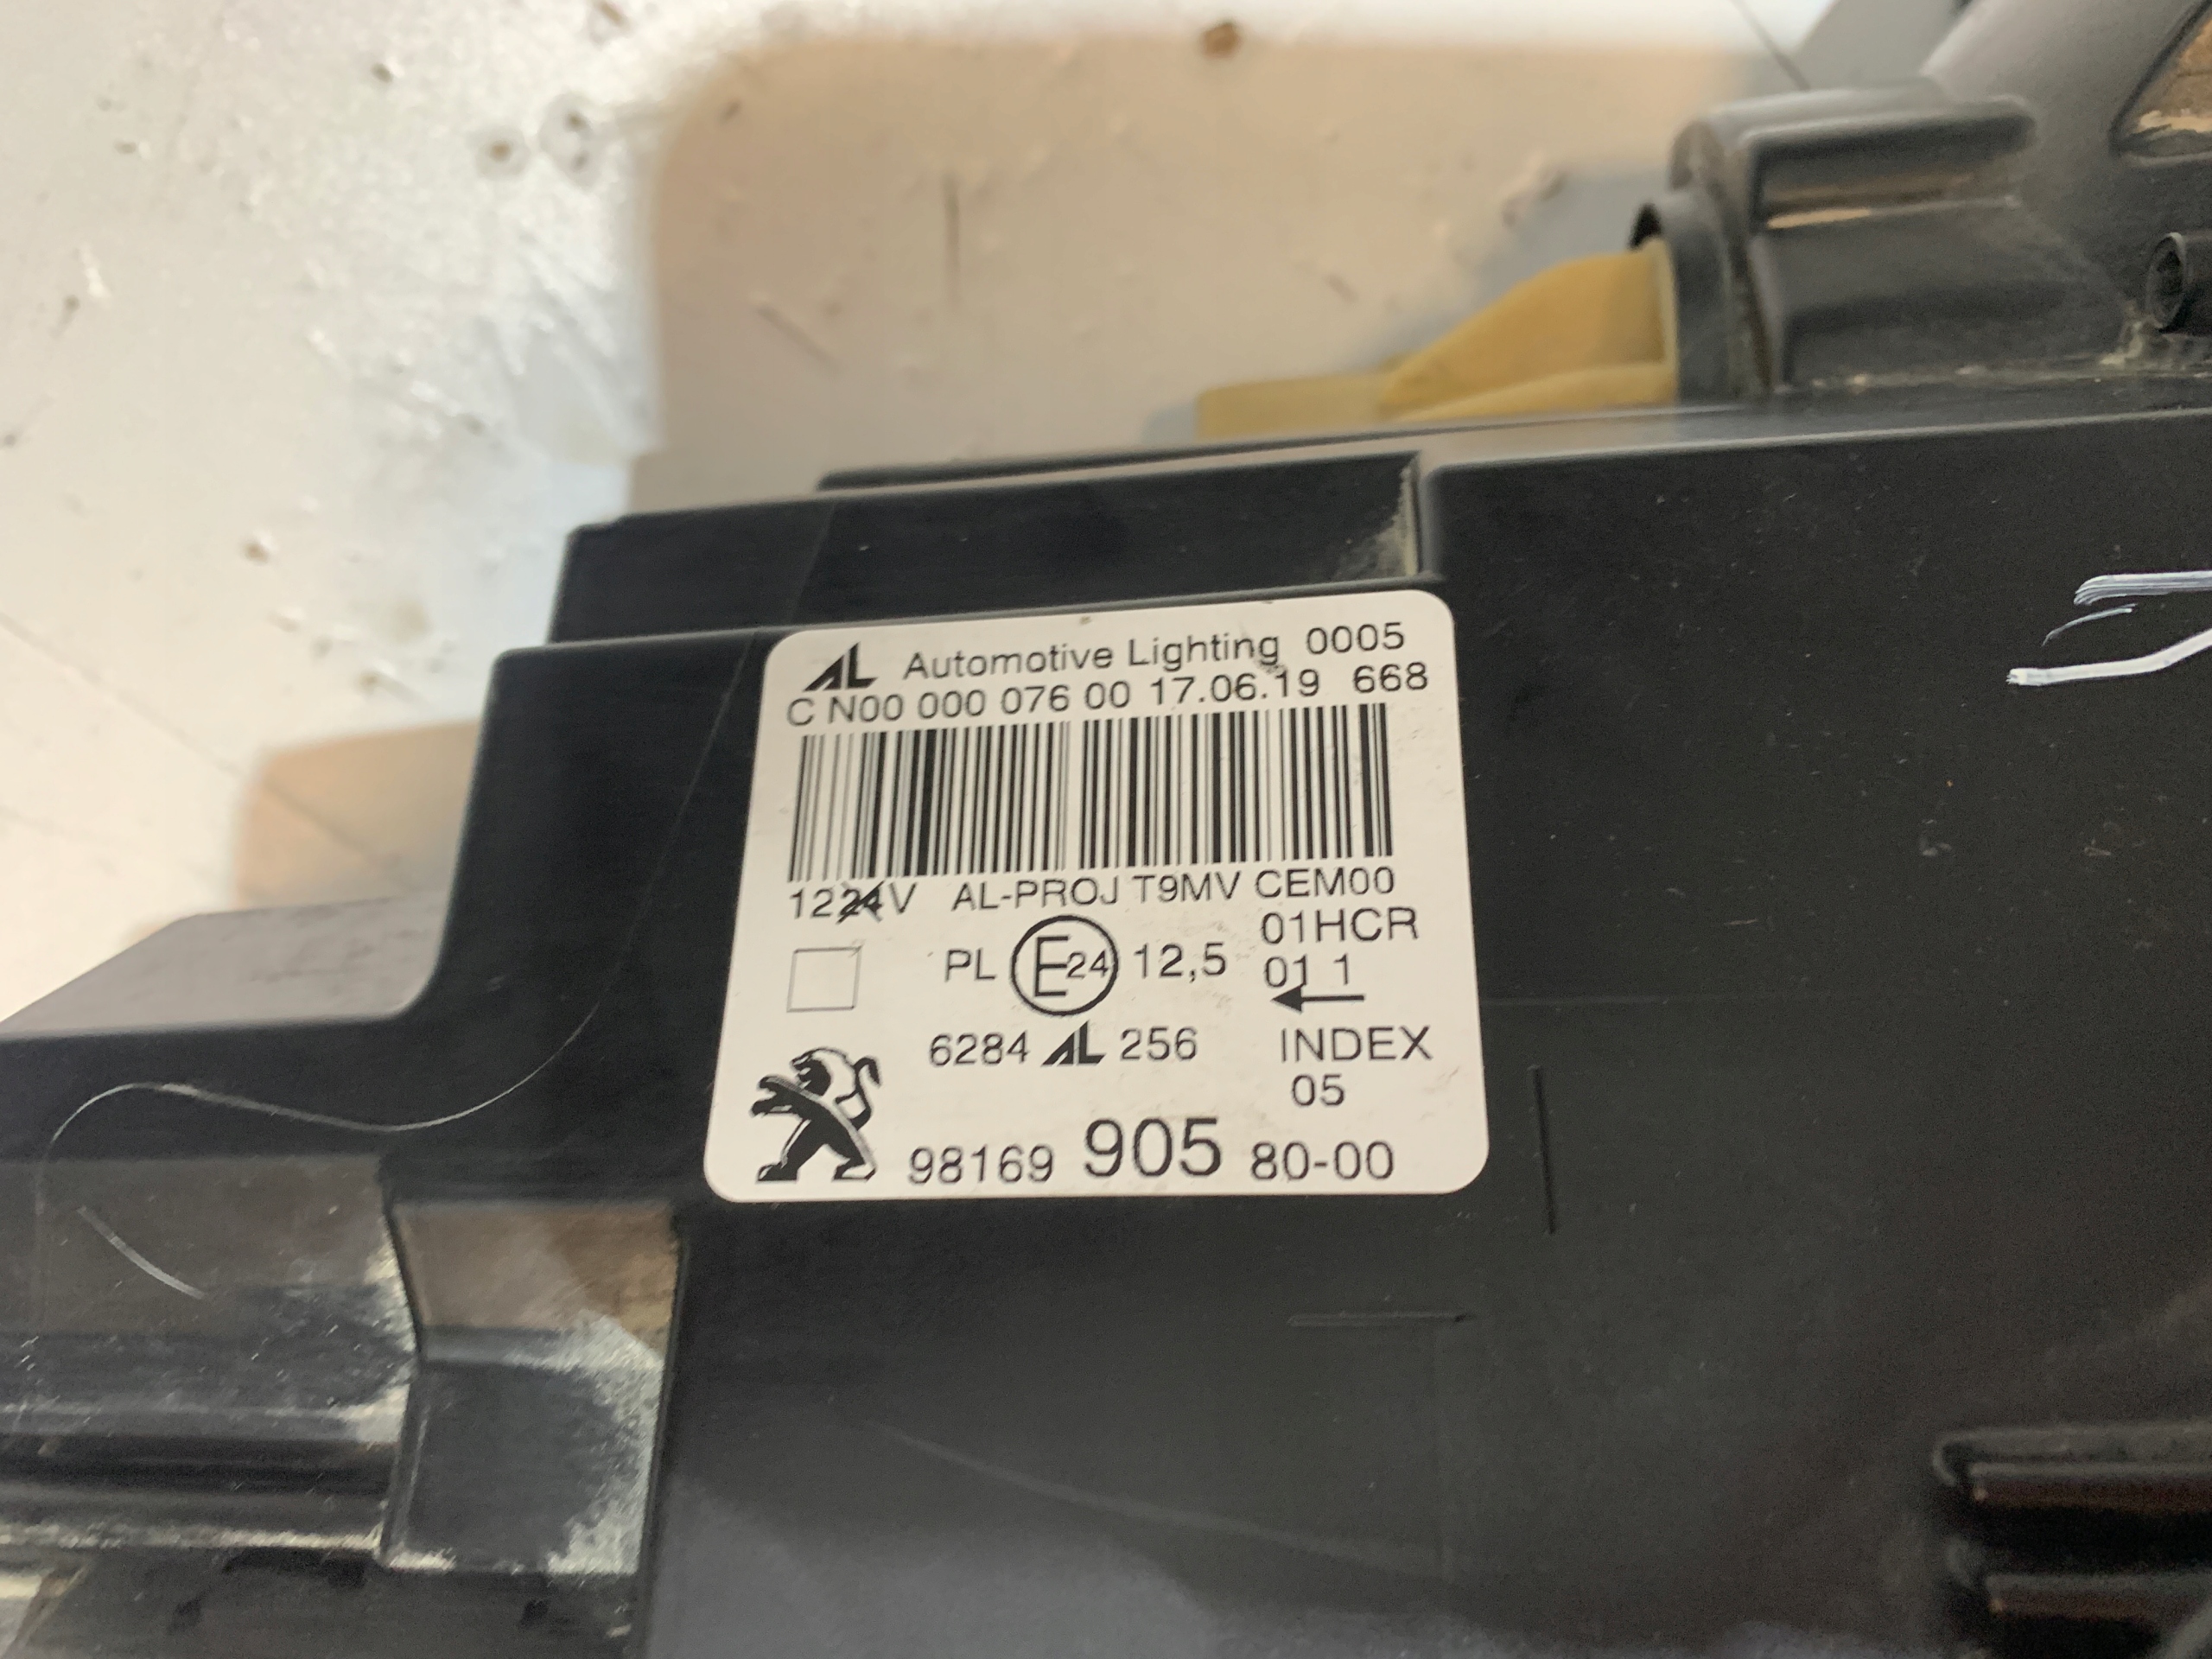 AL Automotive Lighting 0005
C N00 000 076 00 17.06.19 668
1224V AL-PROJ T9MV CEM00
PL E24 12,5 01HCR
01 1
6284 AL 256 INDEX
05
98169 905 80-00